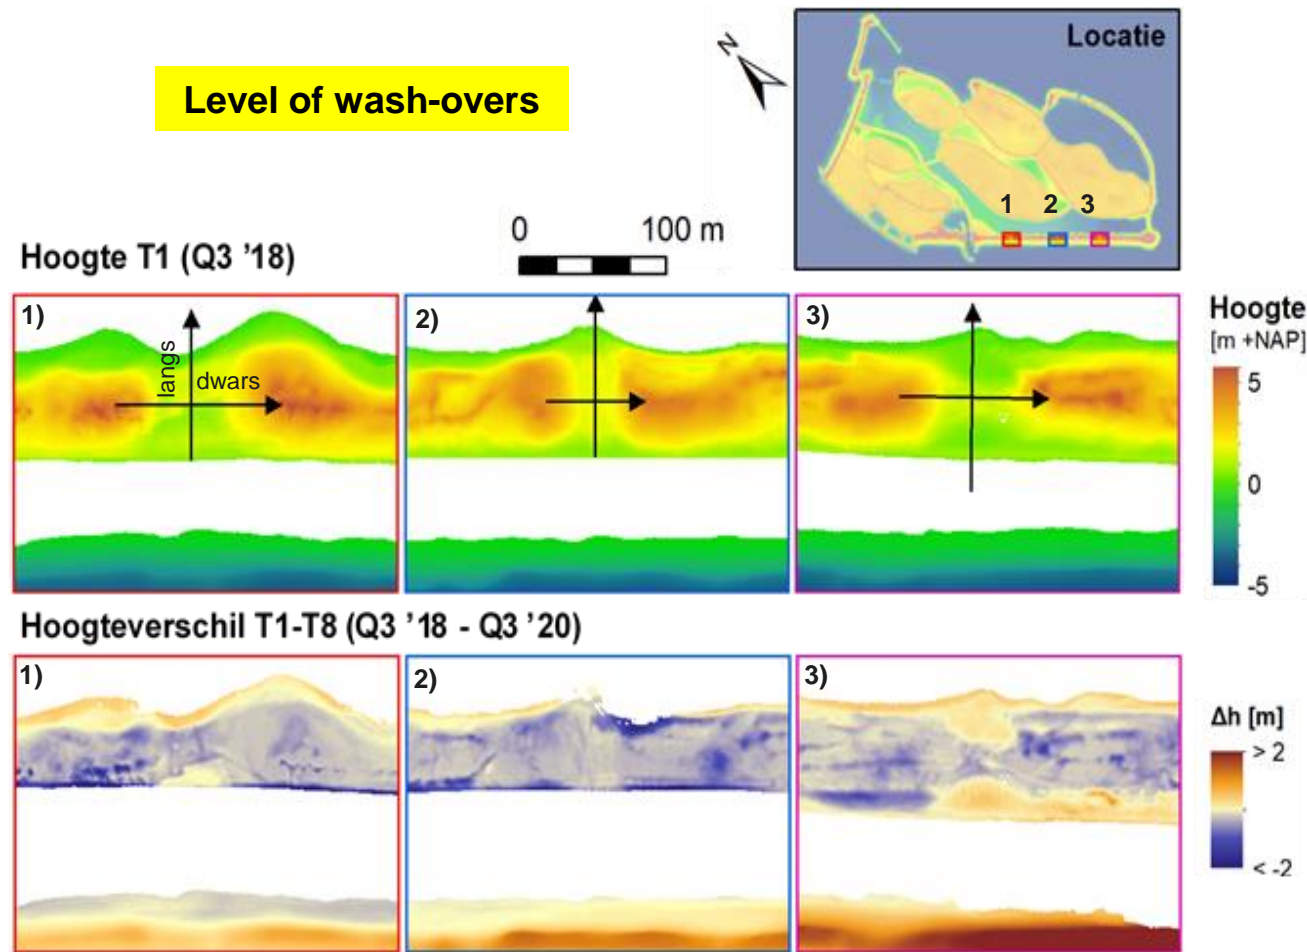 Level of wash-overs
N
Locatie
1 2 3
0 100 m
Hoogte T1 (Q3 '18)
1)
langs
dwars
2)
3)
Hoogte
[m +NAP]
5
0
-5
Hoogteverschil T1-T8 (Q3 '18 - Q3 '20)
1)
2)
3)
Δh [m]
> 2
< -2